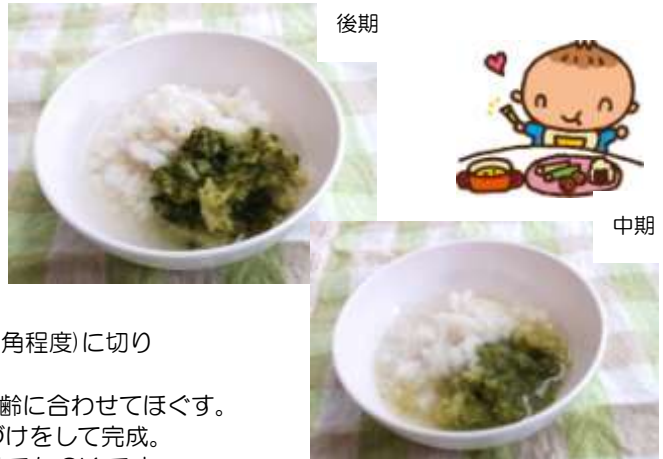 後期
中期
角程度)に切り
齢に合わせてほぐす。
づけをして完成。